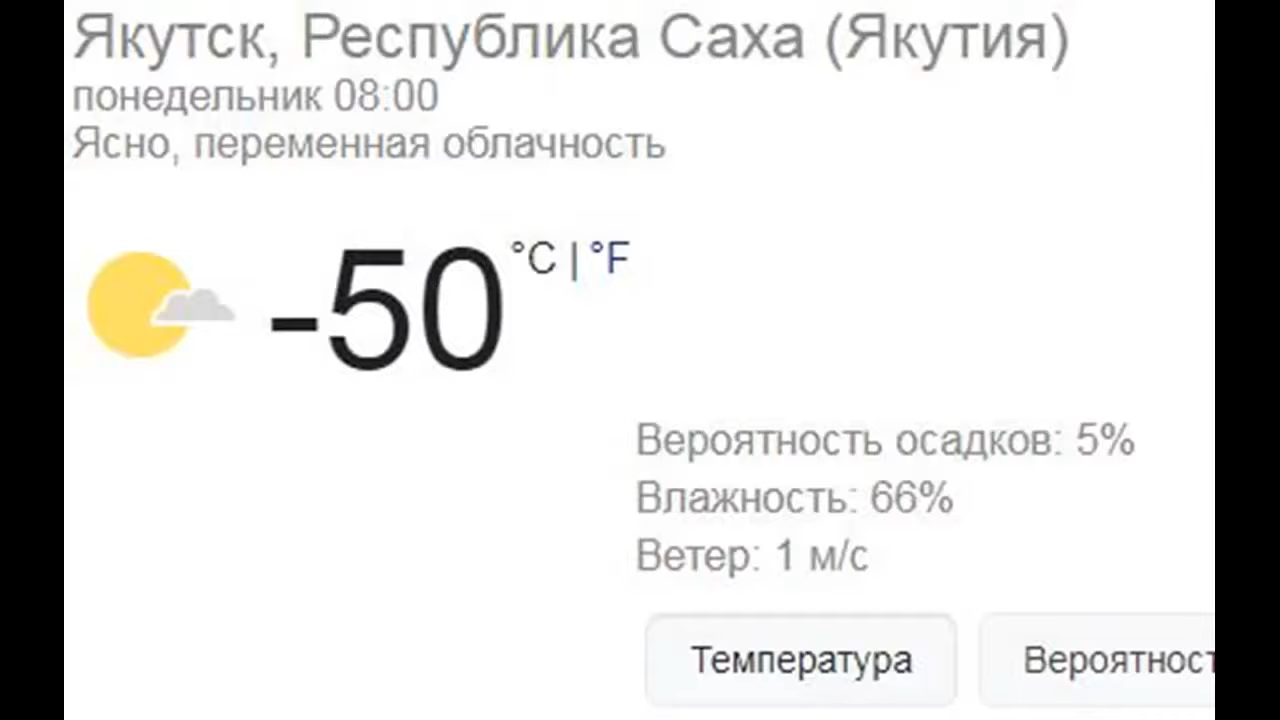 Якутск, Республика Саха (Якутия)
понедельник 08:00
Ясно, переменная облачность
-50 °C | °F
Вероятность осадков: 5%
Влажность: 66%
Ветер: 1 м/с
Температура Вероятност